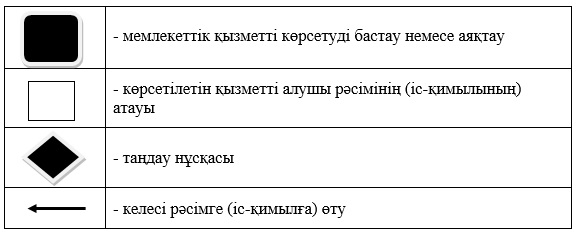 - мемлекеттік қызметті көрсетуді бастау немесе аяқтау
- көрсетілетін қызметті алушы рәсімінің (іс-қимылының)
атауы
- таңдау нұсқасы
- келесі рәсімге (іс-қимылға) өту